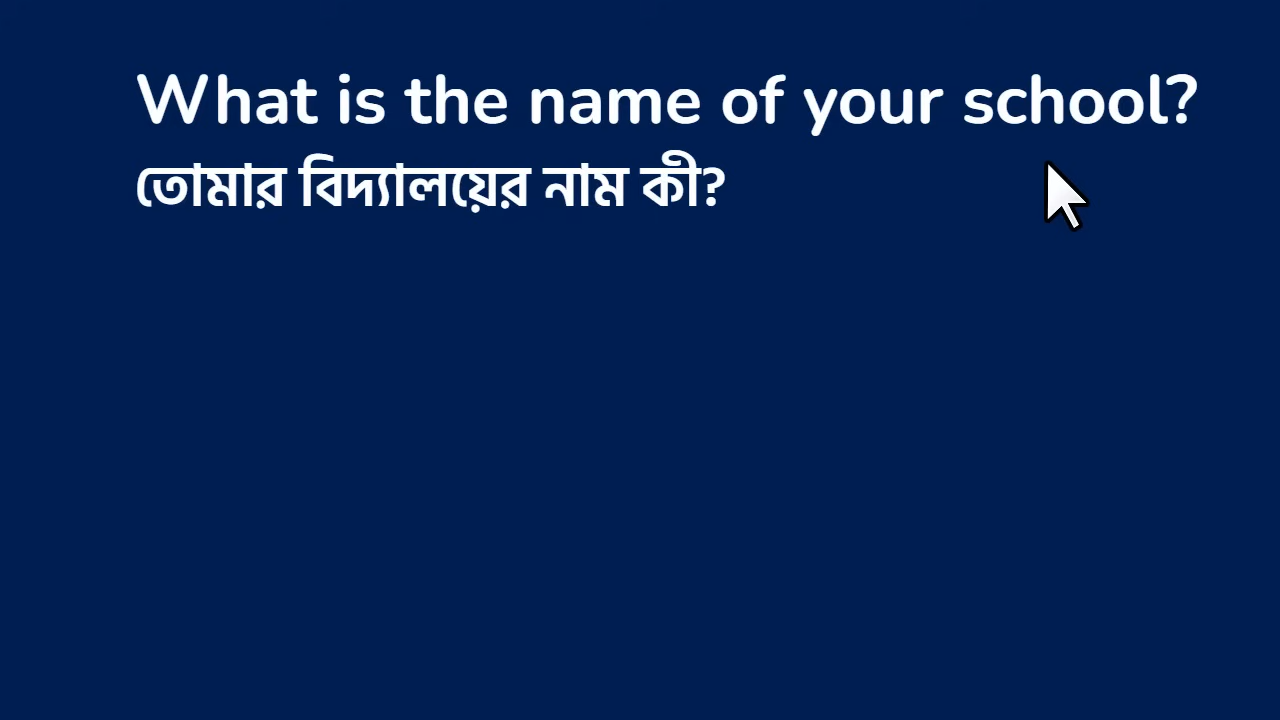 What is the name of your school?
তোমার বিদ্যালয়ের নাম কী?